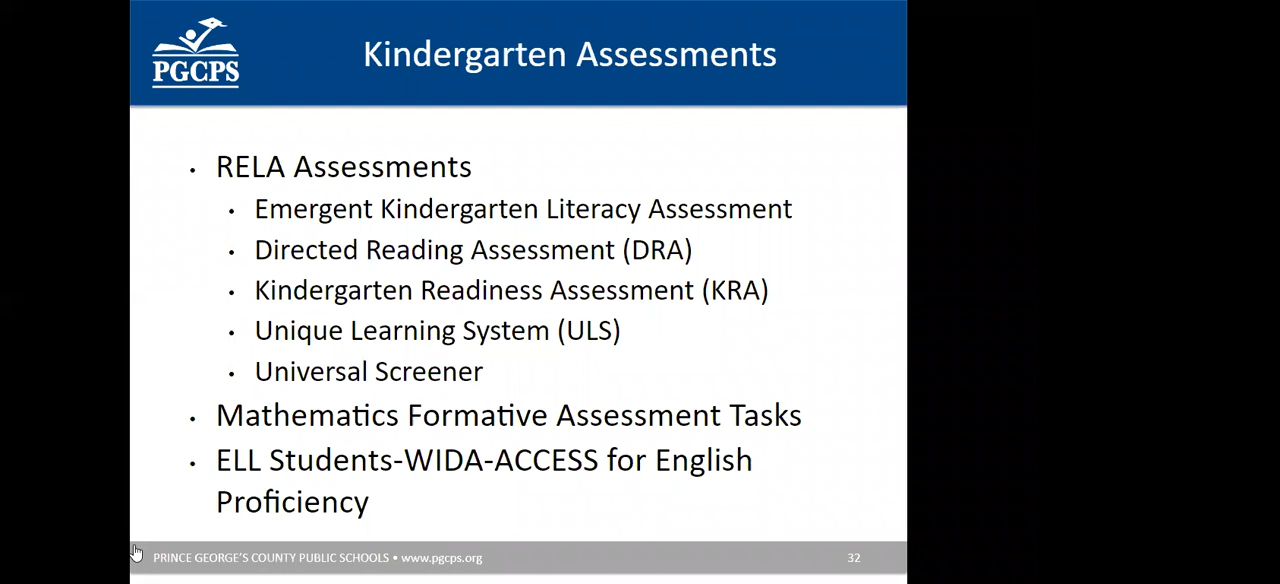 PGCPS
Kindergarten Assessments
• RELA Assessments
• Emergent Kindergarten Literacy Assessment
• Directed Reading Assessment (DRA)
• Kindergarten Readiness Assessment (KRA)
• Unique Learning System (ULS)
• Universal Screener
• Mathematics Formative Assessment Tasks
• ELL Students-WIDA-ACCESS for English
Proficiency
PRINCE GEORGE'S COUNTY PUBLIC SCHOOLS • www.pgcps.org 32